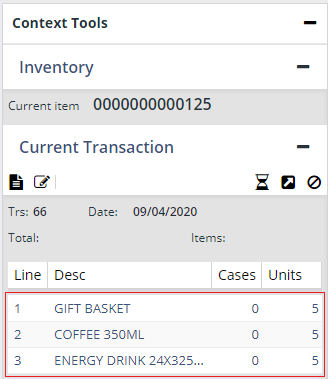 Context Tools
Inventory
Current item 0000000000125
Current Transaction
Trs: 66 Date: 09/04/2020
Total: Items:
Line Desc Cases Units
1 GIFT BASKET 0 5
2 COFFEE 350ML 0 5
3 ENERGY DRINK 24X325... 0 5